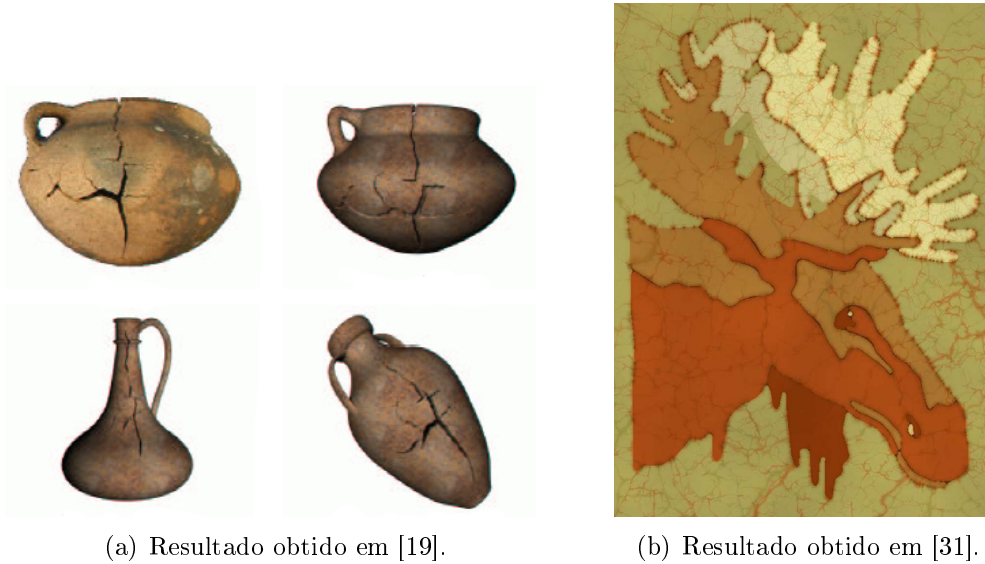 (a) Resultado obtido em [19].
(b) Resultado obtido em [31].